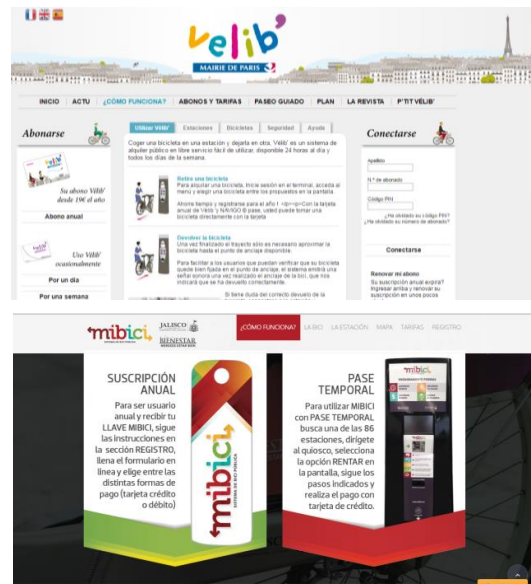 velib'
MAIRIE DE PARIS
INICIO ACTU ¿CÓMO FUNCIONA? ABONOS Y TARIFAS PASEO GUIADO PLAN LA REVISTA P'TIT VÉLIB'
Abonarse
Su abono Vélib'
desde 19€ el año
Abono anual
Uso Vélib'
ocasionalmente
Por un día
Por una semana
Utilizar Vélib' Estaciones Bicicletas Seguridad Ayuda
Coger una bicicleta en una estación y dejarla en otra. Vélib' es un sistema de
alquiler público en libre servicio fácil de utilizar, disponible 24 horas al día y
todos los días de la semana.
Retire una bicicleta
Para alquilar una bicicleta, inicie sesión en el terminal, acceda al
menú y elegir una bicicleta entre los propuestos en la pantalla.
Ahorre tiempo y registrarse para el año ! <b><p>Con la tarjeta
anual de Vélib' y NAVIGO B pase, usted puede tomar una
bicicleta directamente con la tarjeta
Devolver la bicicleta
Una vez finalizado el trayecto sólo es necesario aproximar la
bicicleta hasta el punto de anclaje disponible.
Para facilitar a los usuarios que puedan verificar que su bicicleta
quede bien fijada en el punto de anclaje, el sistema emitirá una
señal sonora una vez realizado el anclaje de la bici, que nos
indicará que se ha devuelto correctamente.
Si tiene duda del correcto devuelto de la
Conectarse
Apellido
N.° de abonado
Código PIN
¿Ha olvidado su código PIN?
¿Ha olvidado su número de abonado?
Conectarse
Renovar mi abono
Su suscripción anual expira?
Ingresar arriba y renovar su
suscripción en unos pocos
mibici
JALISCO
BIENESTAR
¿CÓMO FUNCIONA? LA BICI LA ESTACIÓN MAPA TARIFAS REGISTRO
SUSCRIPCIÓN
ANUAL
Para ser usuario
anual y recibir tu
LLAVE MIBICI, sigue
las instrucciones en
la sección REGISTRO,
llena el formulario en
línea y elige entre las
distintas formas de
pago (tarjeta crédito
o débito)
mibici
SISTEMA DE BICI PÚBLICA
PASE
TEMPORAL
Para utilizar MIBICI
con PASE TEMPORAL
busca una de las 86
estaciones, dirígete
al quiosco, selecciona
la opción RENTAR en
la pantalla, sigue los
pasos indicados y
realiza el pago con
tarjeta de crédito.
mibici